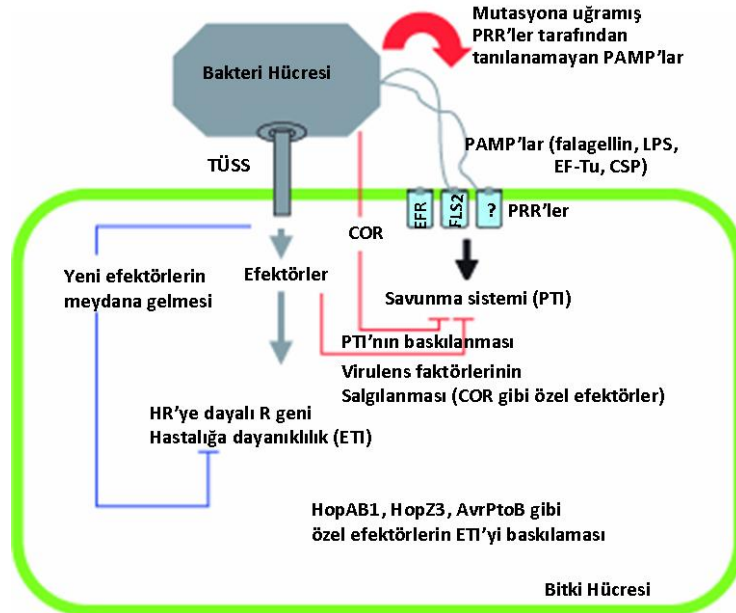 Mutasyona uğramış
PRR'ler tarafından
tanılanamayan PAMP'lar
Bakteri Hücresi
PAMP'lar (falagellin, LPS,
EF-Tu, CSP)
TÜSS
EFR
FLS2
?
PRR'ler
COR
Yeni efektörlerin
meydana gelmesi
Efektörler
Savunma sistemi (PTI)
PTI'nın baskılanması
Virulens faktörlerinin
Salgılanması (COR gibi özel efektörler)
HR'ye dayalı R geni
Hastalığa dayanıklılık (ETI)
HopAB1, HopZ3, AvrPtoB gibi
özel efektörlerin ETI'yi baskılaması
Bitki Hücresi